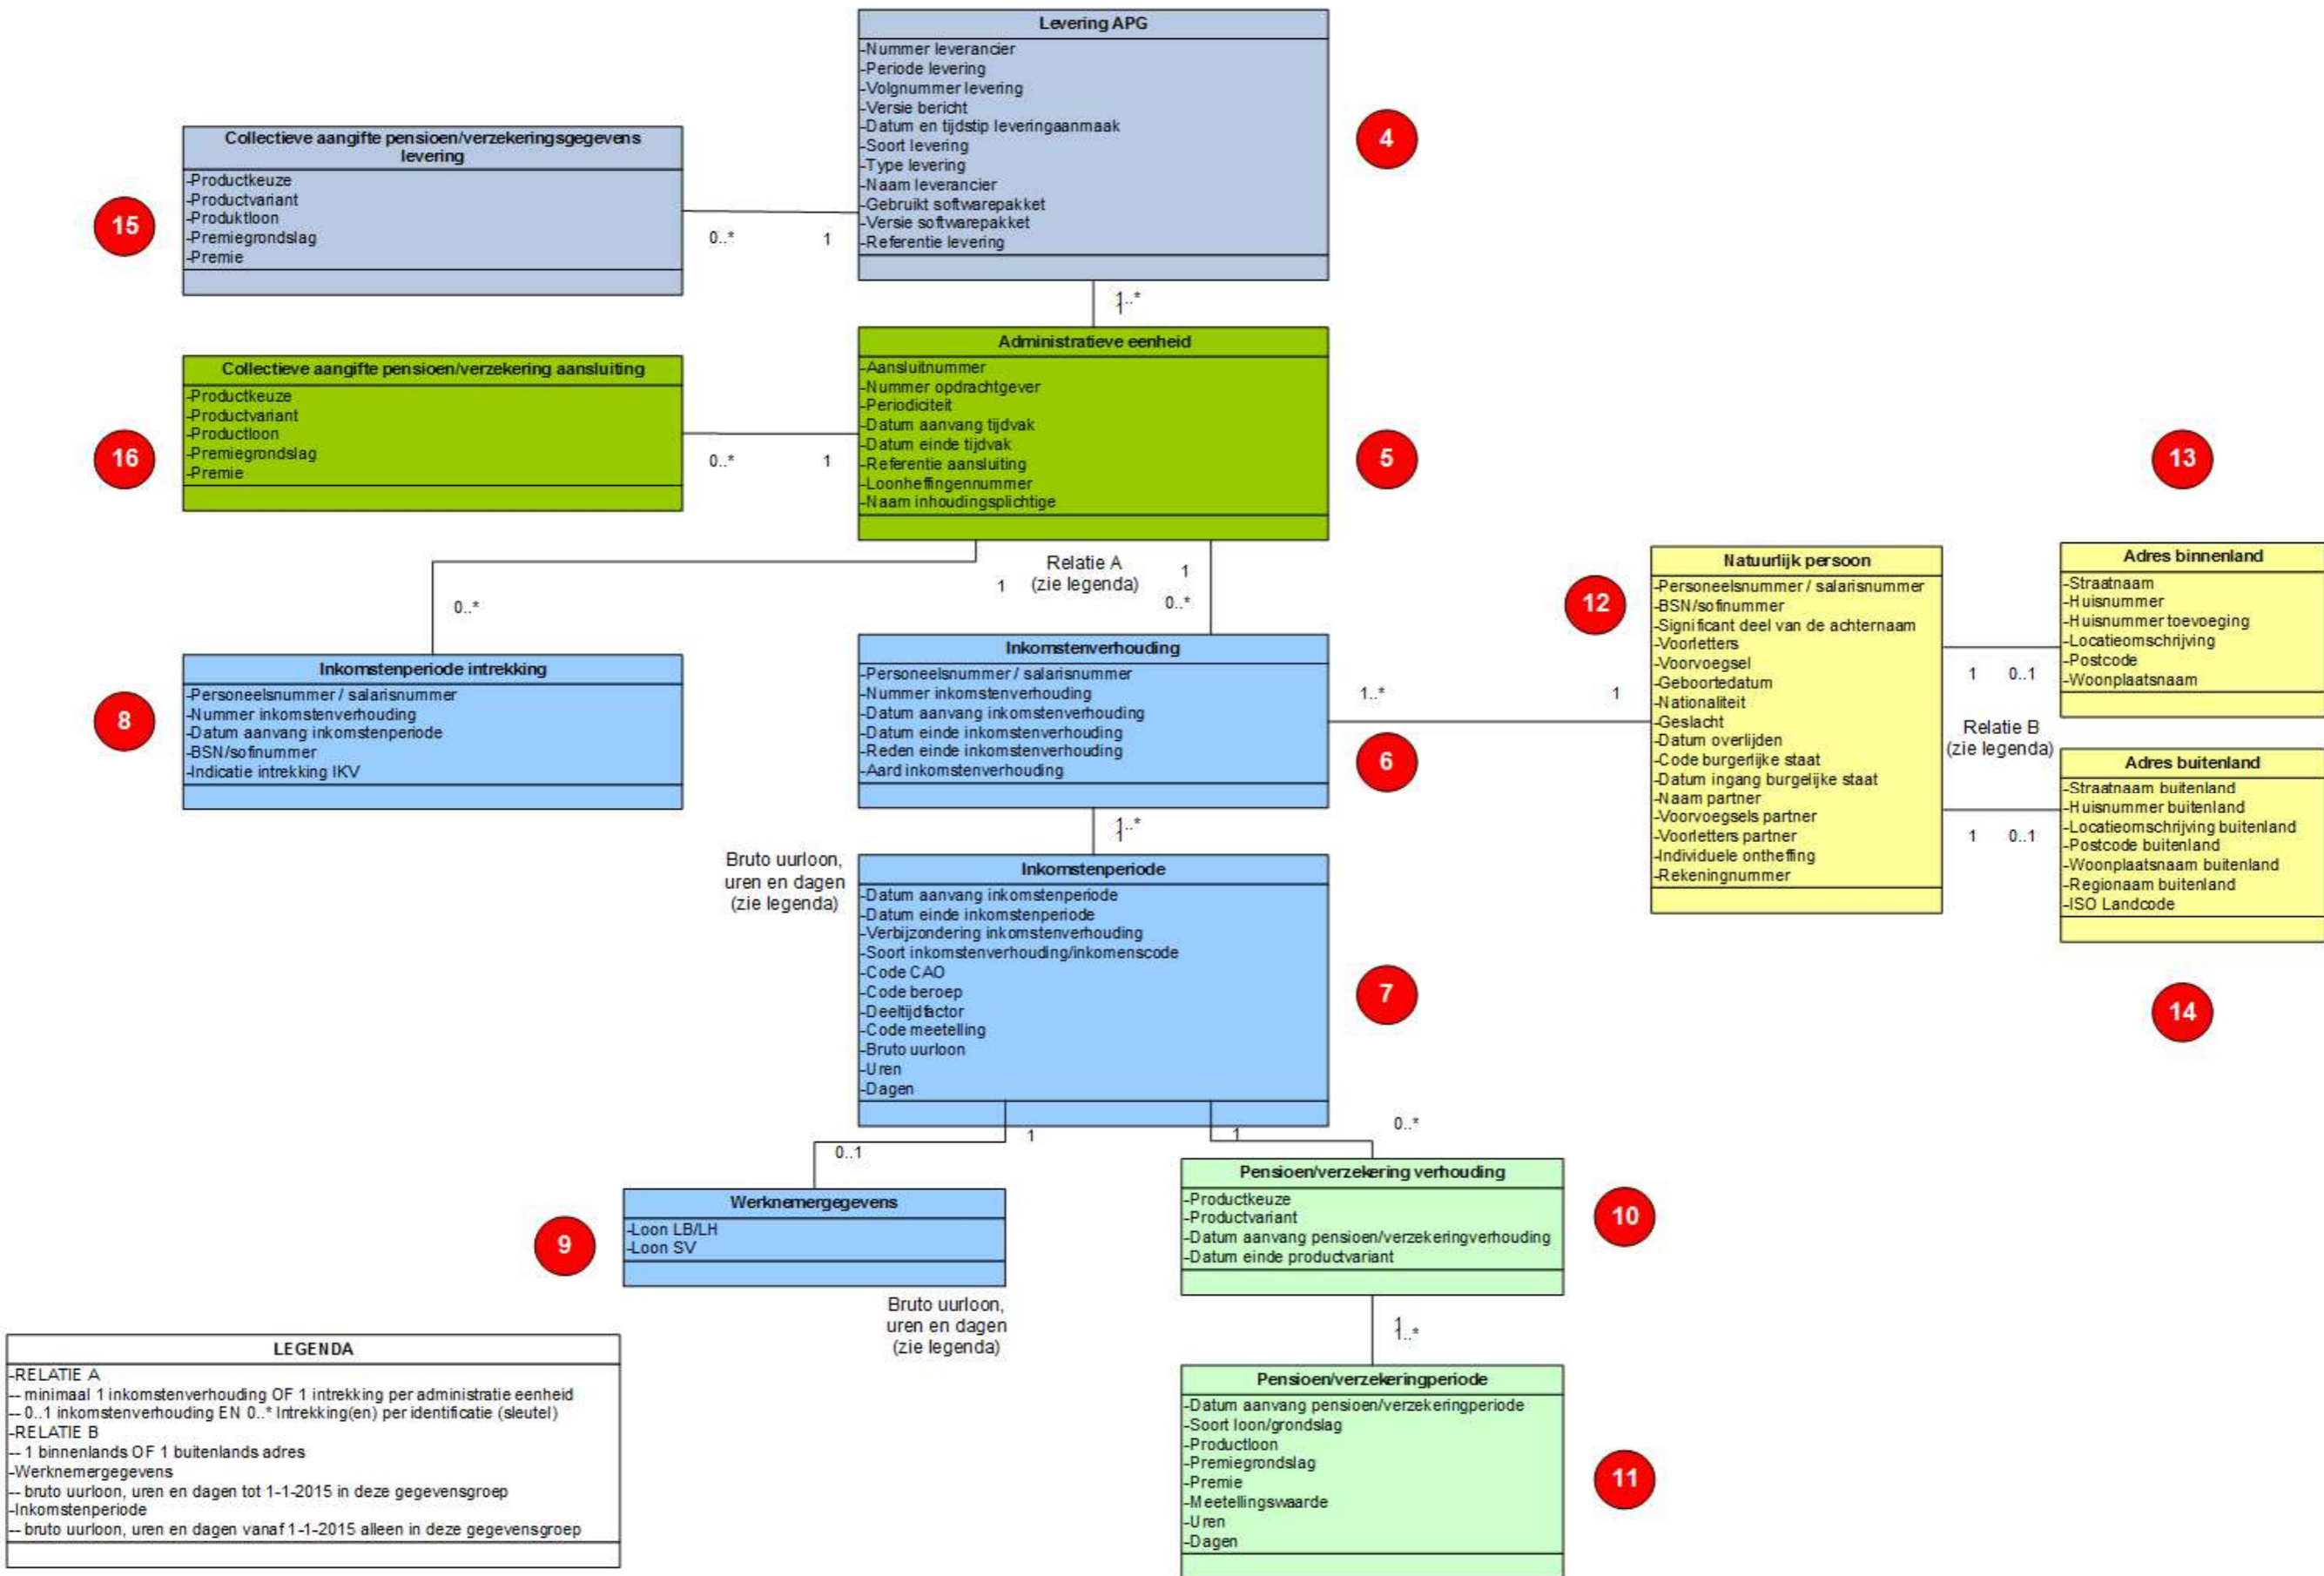 Levering APG
-Nummer leverancier
-Periode levering
-Volgnummer levering
-Versie bericht
-Datum en tijdstip leveringaanmaak
-Soort levering
-Type levering
-Naam leverancier
-Gebruikt softwarepakket
-Versie softwarepakket
-Referentie levering
4
Collectieve aangifte pensioen/verzekeringsgegevens
levering
-Productkeuze
-Productvariant
-Produktloon
-Premiegrondslag
-Premie
15
0..*
1
1..*
1
Administratieve eenheid
-Aansluitnummer
-Nummer opdrachtgever
-Periodiciteit
-Datum aanvang tijdvak
-Datum einde tijdvak
-Referentie aansluiting
-Loonheffingennummer
-Naam inhoudingsplichtige
5
Collectieve aangifte pensioen/verzekering aansluiting
-Productkeuze
-Productvariant
-Productloon
-Premiegrondslag
-Premie
16
0..*
1
Relatie A
(zie legenda)
1
1
0..*
0..*
Inkomstenperiode intrekking
-Personeelsnummer / salarisnummer
-Nummer inkomstenverhouding
-Datum aanvang inkomstenperiode
-BSN/sofinummer
-Indicatie intrekking IKV
8
Inkomstenverhouding
-Personeelsnummer / salarisnummer
-Nummer inkomstenverhouding
-Datum aanvang inkomstenverhouding
-Datum einde inkomstenverhouding
-Reden einde inkomstenverhouding
-Aard inkomstenverhouding
6
1..*
1
12
Natuurlijk persoon
-Personeelsnummer / salarisnummer
-BSN/sofinummer
-Significant deel van de achternaam
-Voorletters
-Voorvoegsel
-Geboortedatum
-Nationaliteit
-Geslacht
-Datum overlijden
-Code burgerlijke staat
-Datum ingang burgelijke staat
-Naam partner
-Voorvoegsels partner
-Voorletters partner
-Individuele ontheffing
-Rekeningnummer
13
Adres binnenland
-Straatnaam
-Huisnummer
-Huisnummer toevoeging
-Locatieomschrijving
-Postcode
-Woonplaatsnaam
1
0..1
Relatie B
(zie legenda)
1
0..1
Adres buitenland
-Straatnaam buitenland
-Huisnummer buitenland
-Locatieomschrijving buitenland
-Postcode buitenland
-Woonplaatsnaam buitenland
-Regionaam buitenland
-ISO Landcode
14
1..*
1
Bruto uurloon,
uren en dagen
(zie legenda)
Inkomstenperiode
-Datum aanvang inkomstenperiode
-Datum einde inkomstenperiode
-Verbijzondering inkomstenverhouding
-Soort inkomstenverhouding/inkomenscode
-Code CAO
-Code beroep
-Deeltijdfactor
-Code meetelling
-Bruto uurloon
-Uren
-Dagen
7
0..1
1
1
0..*
9
Werknemergegevens
-Loon LB/LH
-Loon SV
Bruto uurloon,
uren en dagen
(zie legenda)
Pensioen/verzekering verhouding
-Productkeuze
-Productvariant
-Datum aanvang pensioen/verzekeringverhouding
-Datum einde productvariant
10
1
1..*
Pensioen/verzekeringperiode
-Datum aanvang pensioen/verzekeringperiode
-Soort loon/grondslag
-Productloon
-Premiegrondslag
-Premie
-Meetellingswaarde
-Uren
-Dagen
11
LEGENDA
-RELATIE A
-- minimaal 1 inkomstenverhouding OF 1 intrekking per administratie eenheid
-- 0..1 inkomstenverhouding EN 0..* Intrekking(en) per identificatie (sleutel)
-RELATIE B
-- 1 binnenlands OF 1 buitenlands adres
-Werknemergegevens
-- bruto uurloon, uren en dagen tot 1-1-2015 in deze gegevensgroep
-Inkomstenperiode
-- bruto uurloon, uren en dagen vanaf 1-1-2015 alleen in deze gegevensgroep